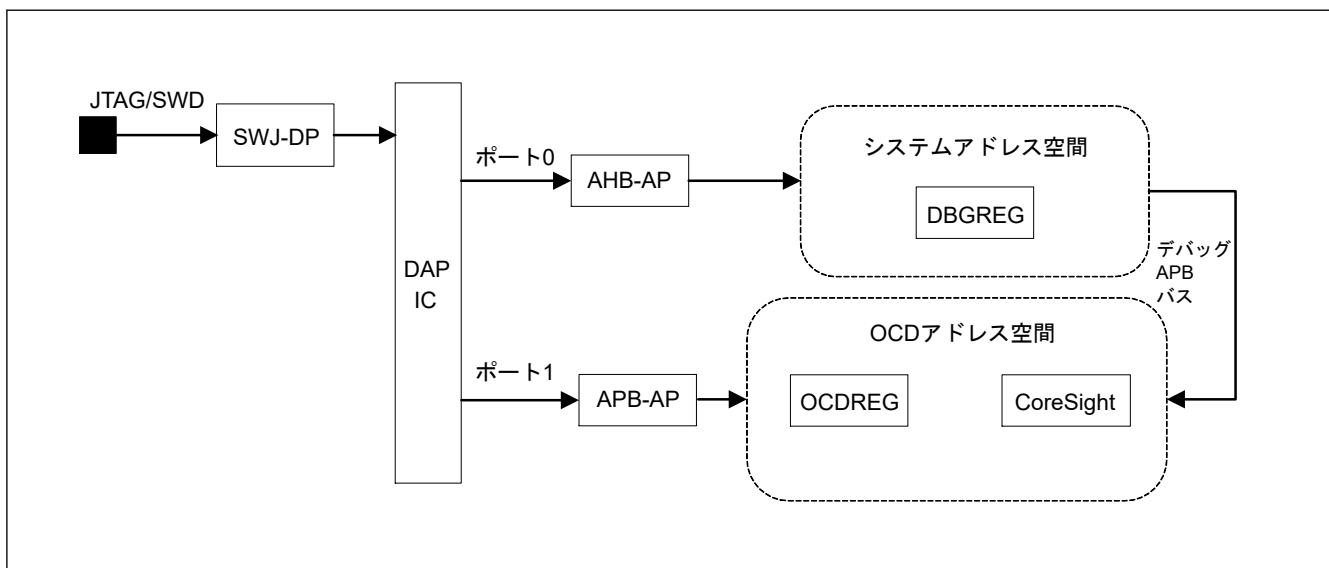 JTAG/SWD
SWJ-DP
DAP
IC
ポート0
AHB-AP
システムアドレス空間
DBGREG
デバッグ
APB
バス
ポート1
APB-AP
OCDアドレス空間
OCDREG
CoreSight